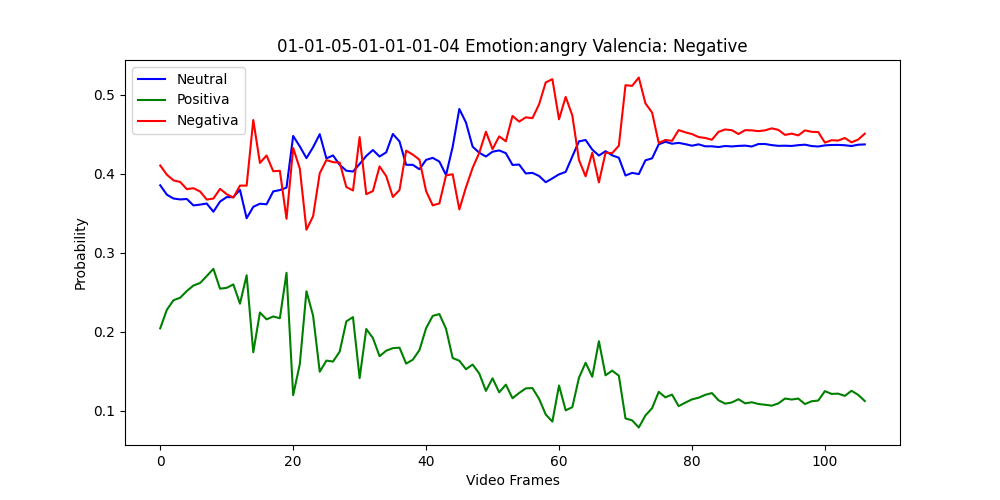 01-01-05-01-01-01-04 Emotion:angry Valencia: Negative
Neutral
Positiva
Negativa
Probability
0.5
0.4
0.3
0.2
0.1
0 20 40 60 80 100
Video Frames